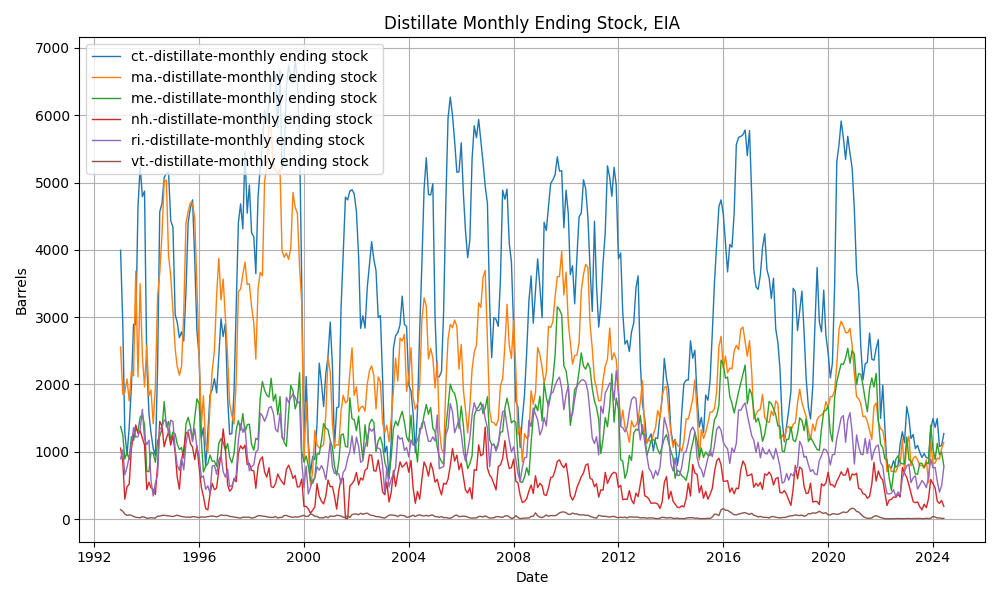 Distillate Monthly Ending Stock, EIA
ct.-distillate-monthly ending stock
ma.-distillate-monthly ending stock
me.-distillate-monthly ending stock
nh.-distillate-monthly ending stock
ri.-distillate-monthly ending stock
vt.-distillate-monthly ending stock
Barrels
7000
6000
5000
4000
3000
2000
1000
0
1992
1996
2000
2004
2008
2012
2016
2020
2024
Date